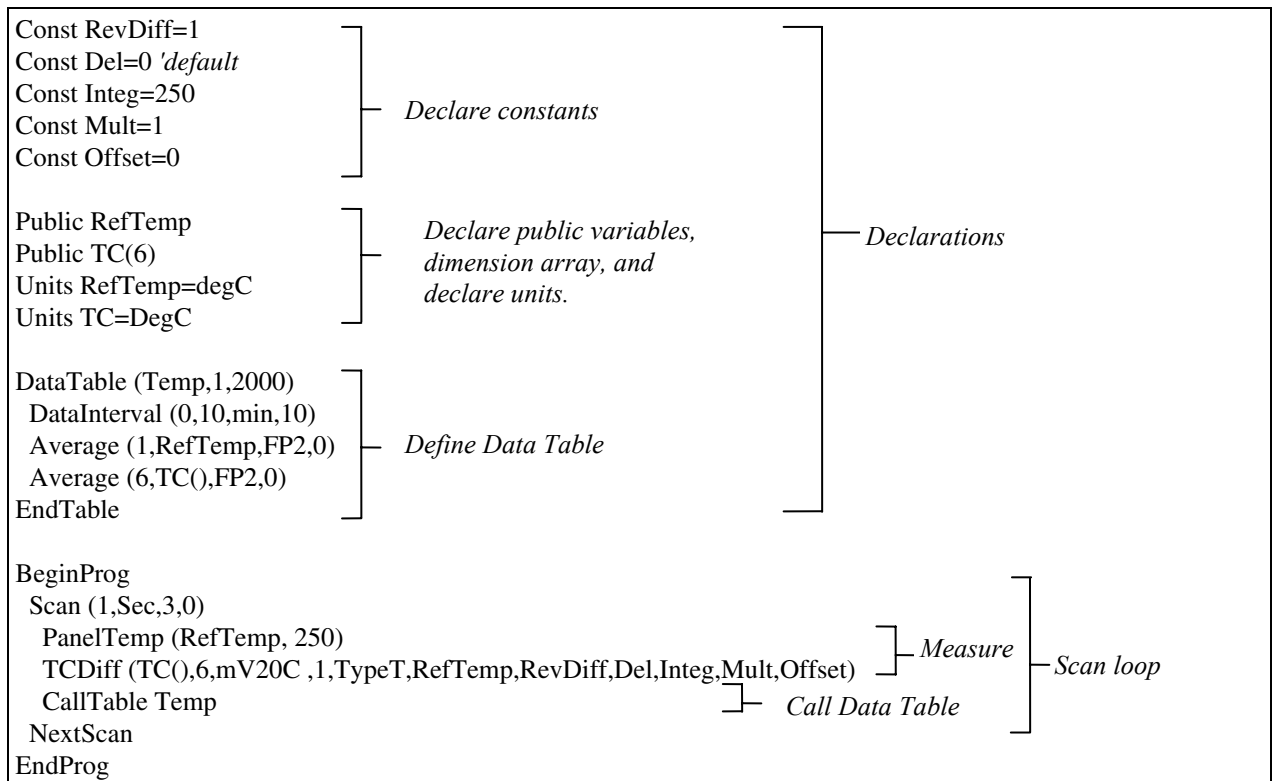 Const RevDiff=1
Const Del=0 'default
Const Integ=250
Const Mult=1
Const Offset=0
Declare constants
Public RefTemp
Public TC(6)
Units RefTemp=degC
Units TC=DegC
Declare public variables,
dimension array, and
declare units.
Declarations
DataTable (Temp,1,2000)
DataInterval (0,10,min,10)
Average (1,RefTemp,FP2,0)
Average (6,TC(),FP2,0)
EndTable
Define Data Table
BeginProg
Scan (1,Sec,3,0)
PanelTemp (RefTemp, 250)
TCDiff (TC(),6,mV20C ,1,TypeT,RefTemp,RevDiff,Del,Integ,Mult,Offset)
Measure
CallTable Temp
Call Data Table
Scan loop
NextScan
EndProg